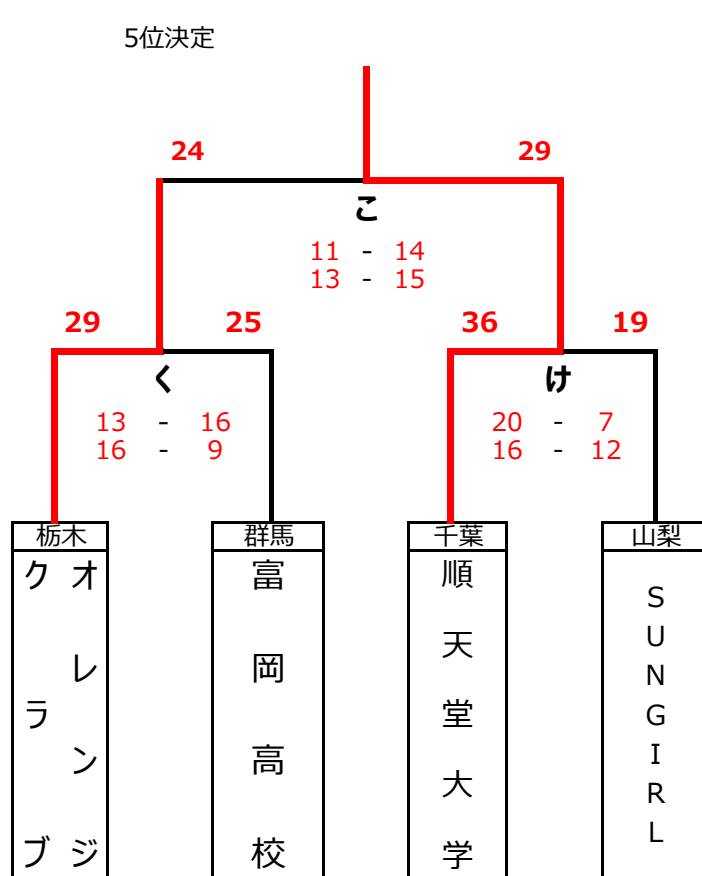 5位決定
24 29
こ
11 - 14
13 - 15
29 25 36 19
く け
13 - 16 20 - 7
16 - 9 16 - 12
栃木 群馬 千葉 山梨
オレンジ
クラブ
富岡高校
順天堂大学
SUNGIRL